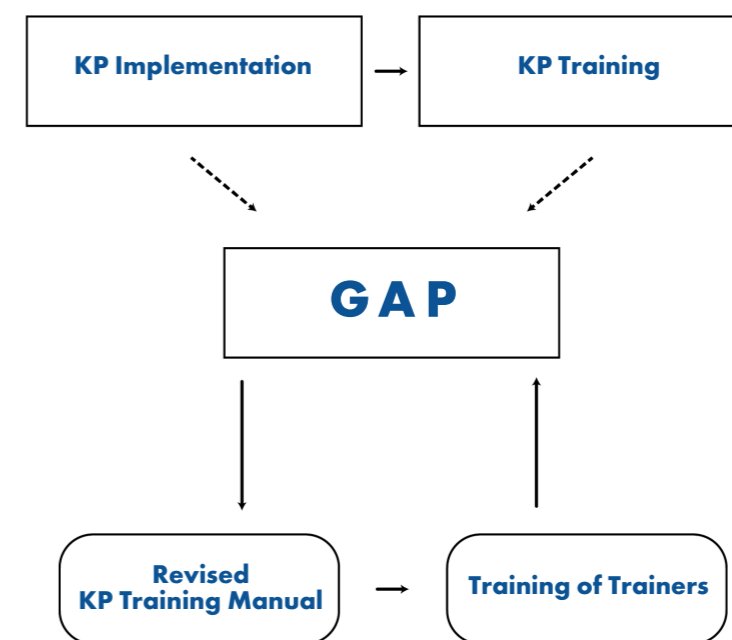 KP Implementation
KP Training
GAP
Revised
KP Training Manual
Training of Trainers